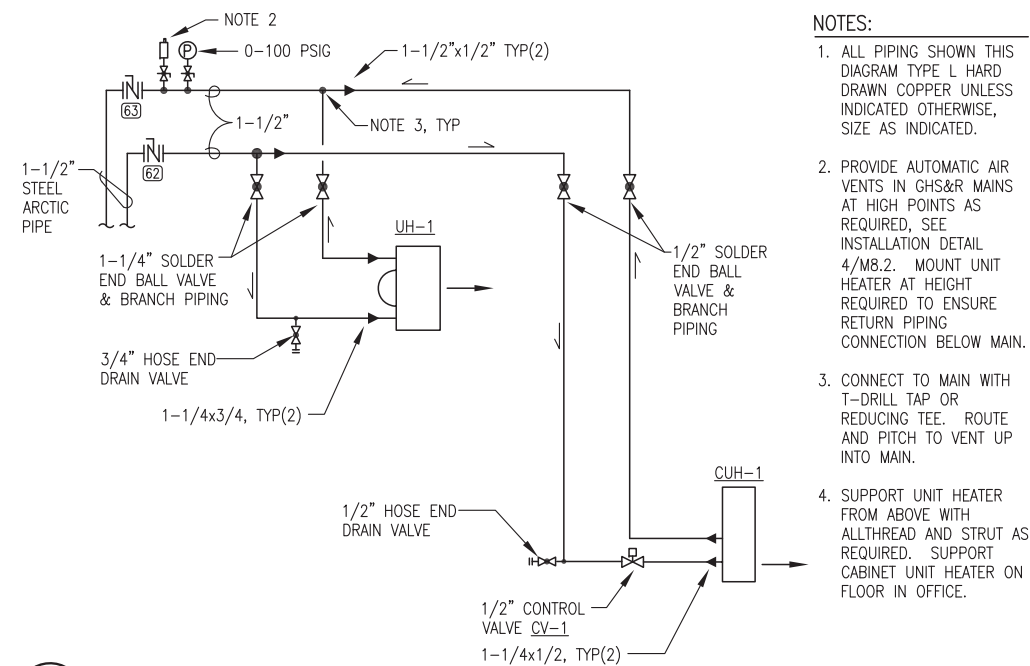 NOTE 2
P
0-100 PSIG
1-1/2"x1/2" TYP(2)
63
1-1/2"
NOTE 3, TYP
62
1-1/2"
STEEL
ARCTIC
PIPE
1-1/4" SOLDER
END BALL VALVE
& BRANCH PIPING
UH-1
1/2" SOLDER
END BALL
VALVE &
BRANCH
PIPING
3/4" HOSE END
DRAIN VALVE
1-1/4x3/4, TYP(2)
CUH-1
1/2" HOSE END
DRAIN VALVE
1/2" CONTROL
VALVE CV-1
1-1/4x1/2, TYP(2)
NOTES:
1. ALL PIPING SHOWN THIS
DIAGRAM TYPE L HARD
DRAWN COPPER UNLESS
INDICATED OTHERWISE,
SIZE AS INDICATED.
2. PROVIDE AUTOMATIC AIR
VENTS IN GHS&R MAINS
AT HIGH POINTS AS
REQUIRED, SEE
INSTALLATION DETAIL
4/M8.2. MOUNT UNIT
HEATER AT HEIGHT
REQUIRED TO ENSURE
RETURN PIPING
CONNECTION BELOW MAIN.
3. CONNECT TO MAIN WITH
T-DRILL TAP OR
REDUCING TEE. ROUTE
AND PITCH TO VENT UP
INTO MAIN.
4. SUPPORT UNIT HEATER
FROM ABOVE WITH
ALLTHREAD AND STRUT AS
REQUIRED. SUPPORT
CABINET UNIT HEATER ON
FLOOR IN OFFICE.